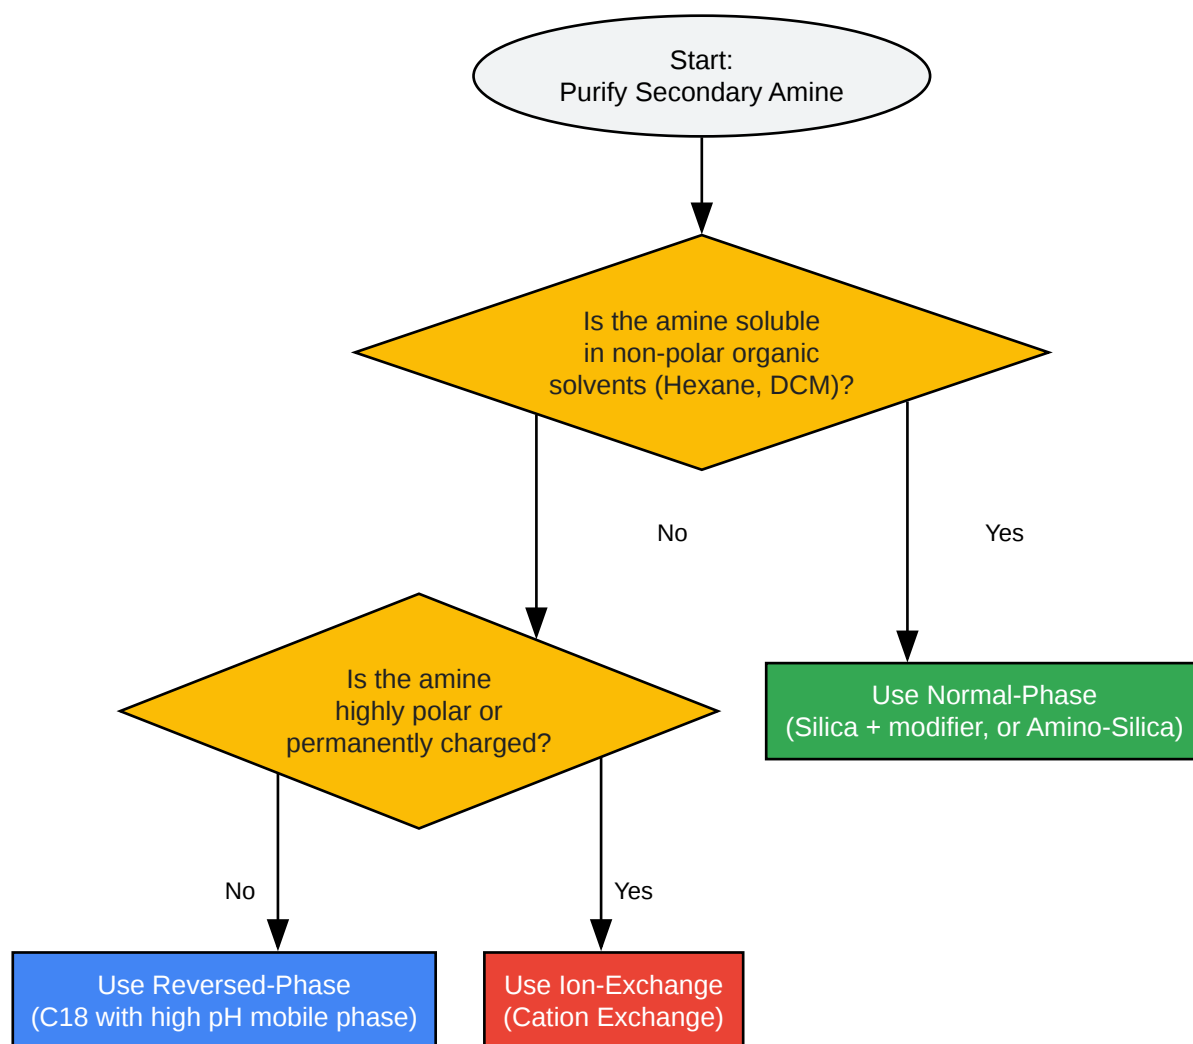 Start:
Purify Secondary Amine
Is the amine soluble
in non-polar organic
solvents (Hexane, DCM)?
No
Yes
Is the amine
highly polar or
permanently charged?
Use Normal-Phase
(Silica + modifier, or Amino-Silica)
No
Yes
Use Reversed-Phase
(C18 with high pH mobile phase)
Use Ion-Exchange
(Cation Exchange)